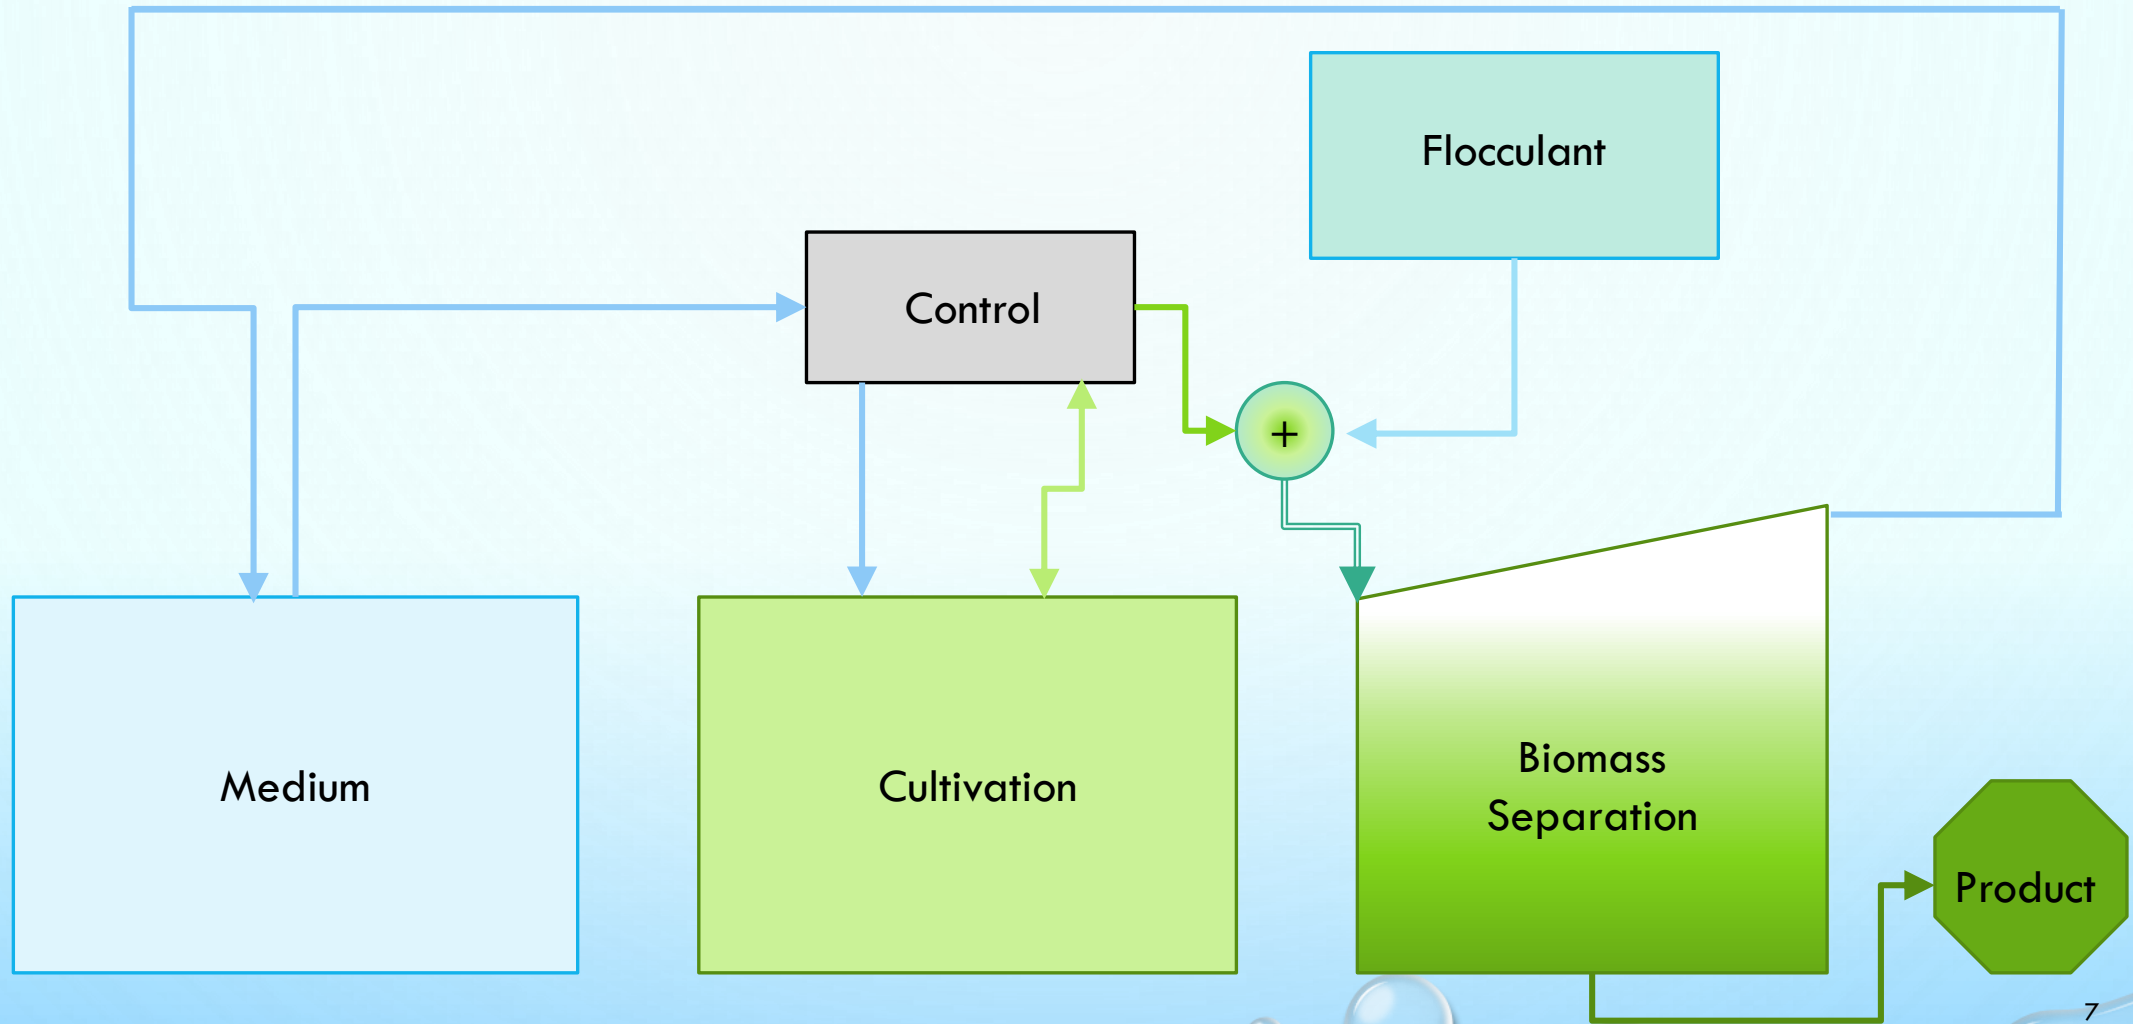 Flocculant
Control
+
Medium
Cultivation
Biomass
Separation
Product
7